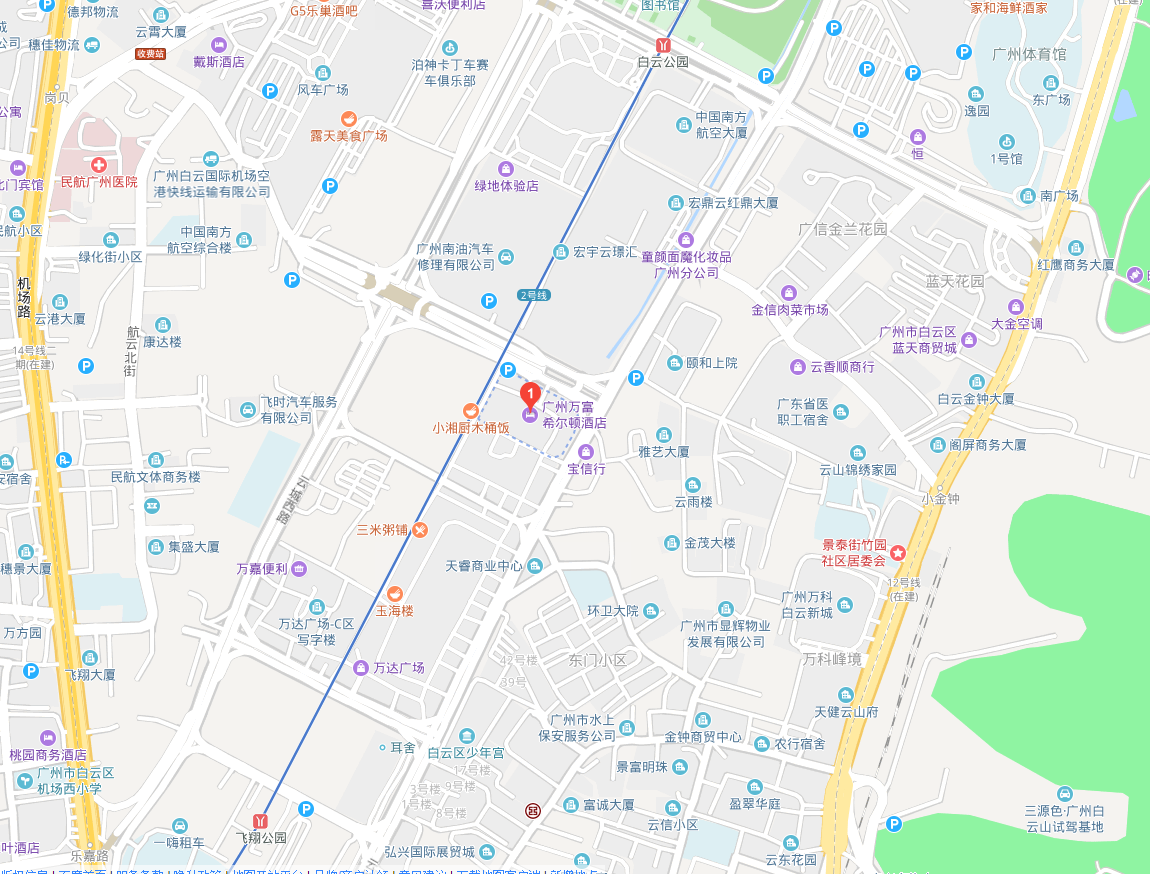 德邦物流
G5乐巢酒吧
喜沃便利店
图书馆
家和海鲜酒家
(在建)
云霄大厦
穗佳物流
收费站
戴斯酒店
泊神卡丁车赛
车俱乐部
白云公园
广州体育馆
岗贝
风车广场
逸园
东广场
公寓
露天美食广场
中国南方
航空大厦
恒
1号馆
民航广州医院
广州白云国际机场空
港快线运输有限公司
绿地体验店
北门宾馆
南广场
民航小区
中国南方
航空综合楼
宏鼎云红鼎大厦
广信金兰花园
绿化街小区
广州南油汽车
修理有限公司
宏宇云璟汇
童颜面魔化妆品
广州分公司
红鹰商务大厦
蓝天花园
机场路
2号线
云港大厦
金信肉菜市场
大金空调
航云北街
康达楼
广州市白云区
蓝天商贸城
14号线二
期(在建)
颐和上院
云香顺商行
白云金钟大厦
飞时汽车服务
有限公司
1
广州万富
希尔顿酒店
小湘厨木桶饭
广东省医
职工宿舍
雅艺大厦
阁屏商务大厦
宝信行
云山锦绣家园
民航文体商务楼
云城西路
云雨楼
小金钟
三米粥铺
集盛大厦
金茂大楼
景泰街竹园
社区居委会
穗景大厦
万嘉便利
天睿商业中心
12号线
(在建)
玉海楼
环卫大院
广州万科
白云新城
万方园
万达广场-C区
写字楼
广州市显辉物业
发展有限公司
42号楼
39号
东门小区
万科峰境
飞翔大厦
万达广场
天健云山府
广州市水上
保安服务公司
金钟商贸中心
农行宿舍
桃园商务酒店
耳舍
白云区少年宫
广州市白云区
机场西小学
17号楼
景富明珠
3号楼
9号楼
1号楼
8号楼
富诚大厦
盈翠华庭
三源色·广州白
云山试驾基地
飞翔公园
一嗨租车
云信小区
叶酒店
乐嘉路
弘兴国际展贸城
云东花园